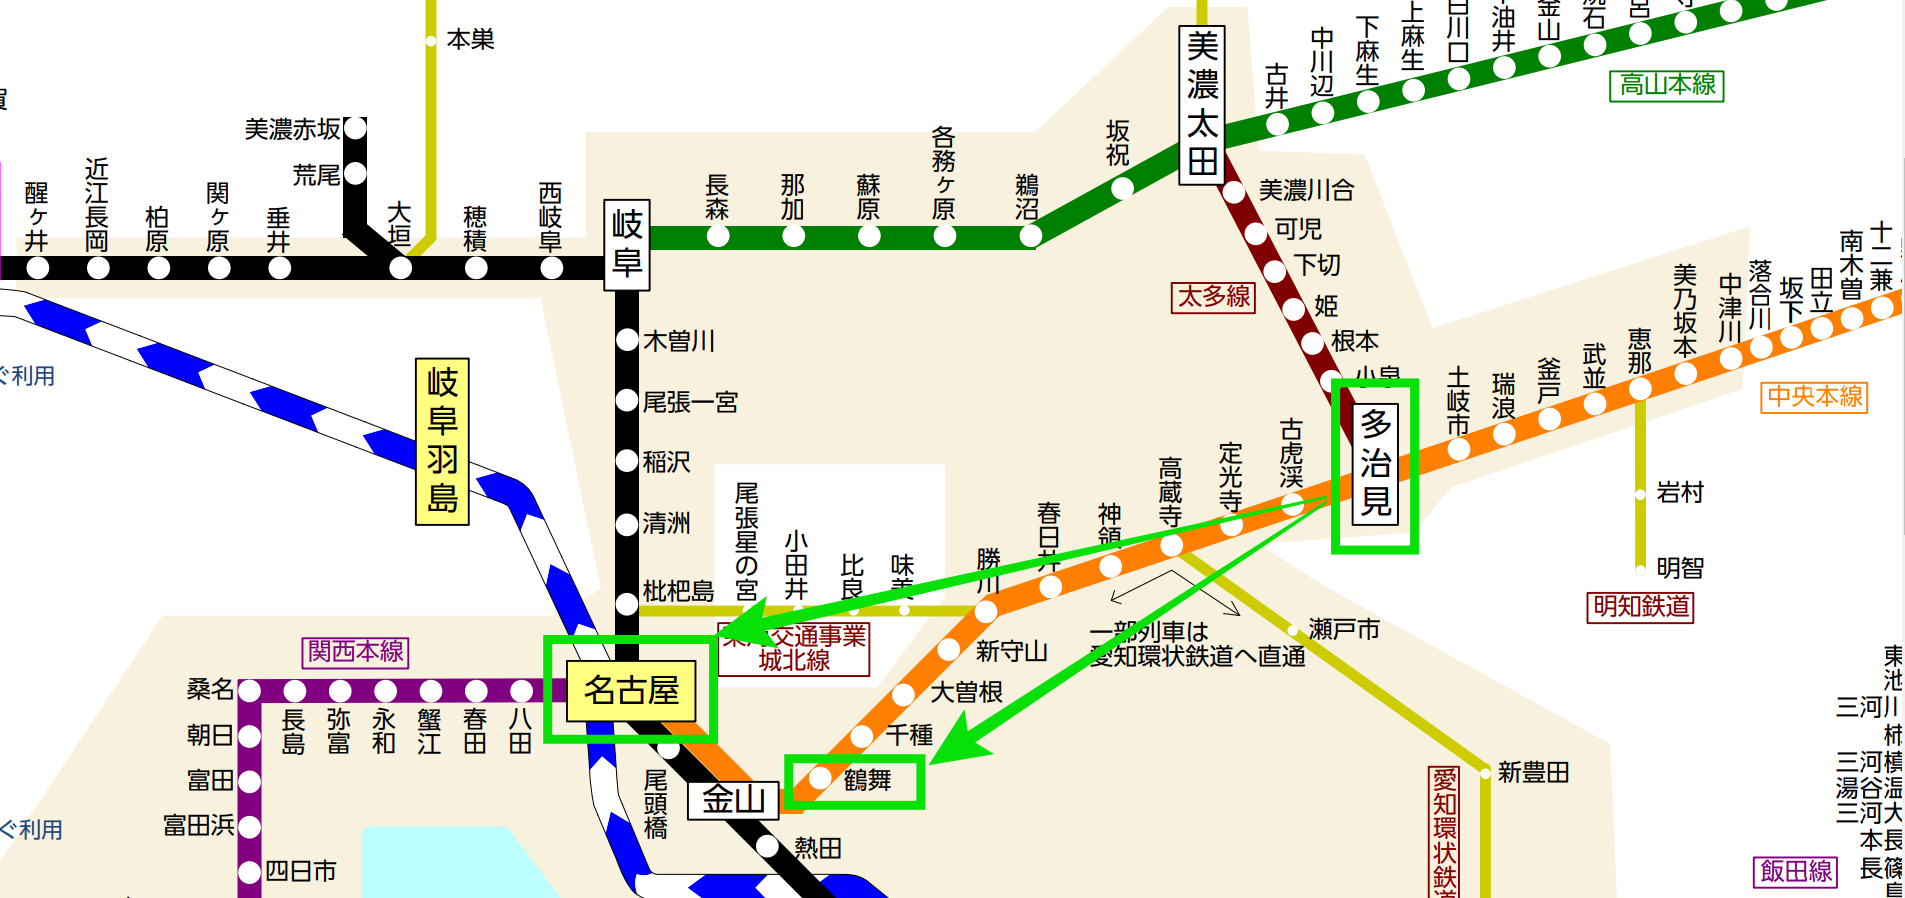 本巣
美濃赤坂
荒尾
醒ヶ井
近江長岡
柏原
関ヶ原
垂井
大垣
穂積
西岐阜
岐阜
長森
那加
蘇原
各務ヶ原
鵜沼
坂祝
美濃太田
古井
中川辺
下麻生
上麻生
白川口
油井
金山
高山本線
美濃川合
可児
下切
姫
根本
小泉
太多線
多治見
土岐市
瑞浪
釜戸
武並
恵那
美乃坂本
中津川
落合川
坂下
田立
南木曽
十二兼
中央本線
岩村
明智
明知鉄道
ぐ利用
岐阜羽島
木曽川
尾張一宮
稲沢
清洲
枇杷島
尾張星の宮
小田井
比良
味美
勝川
春日井
神領
高蔵寺
定光寺
古虎渓
交通事業
城北線
一部列車は
愛知環状鉄道へ直通
瀬戸市
新豊田
愛知環状鉄道
新守山
大曽根
千種
鶴舞
名古屋
金山
尾頭橋
熱田
関西本線
桑名
長島
弥富
永和
蟹江
春田
八田
朝日
富田
富田浜
四日市
ぐ利用
東
池
三河川
柿
三河槙
湯谷温
三河大
本長
長篠
飯田線